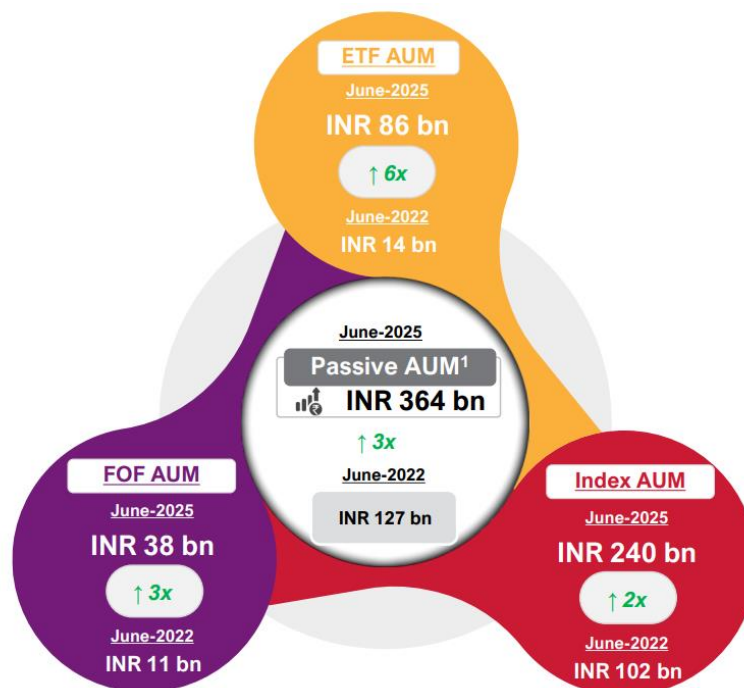 ETF AUM
June-2025
INR 86 bn
↑ 6x
June-2022
INR 14 bn
June-2025
Passive AUM¹
INR 364 bn
↑ 3x
June-2022
INR 127 bn
FOF AUM
June-2025
INR 38 bn
↑ 3x
June-2022
INR 11 bn
Index AUM
June-2025
INR 240 bn
↑ 2x
June-2022
INR 102 bn